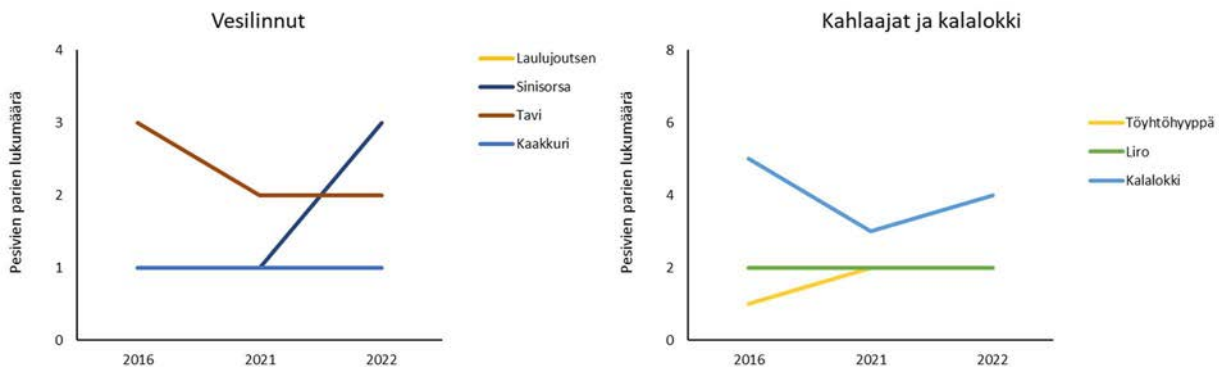 Vesilinnut
Pesivien parien lukumäärä
4
3
2
1
0
2016
2021
2022
Laulujoutsen
Sinisorsa
Tavi
Kaakkuri
Kahlaajat ja kalalokki
Pesivien parien lukumäärä
8
6
4
2
0
2016
2021
2022
Töyhtöhyyppä
Liro
Kalalokki